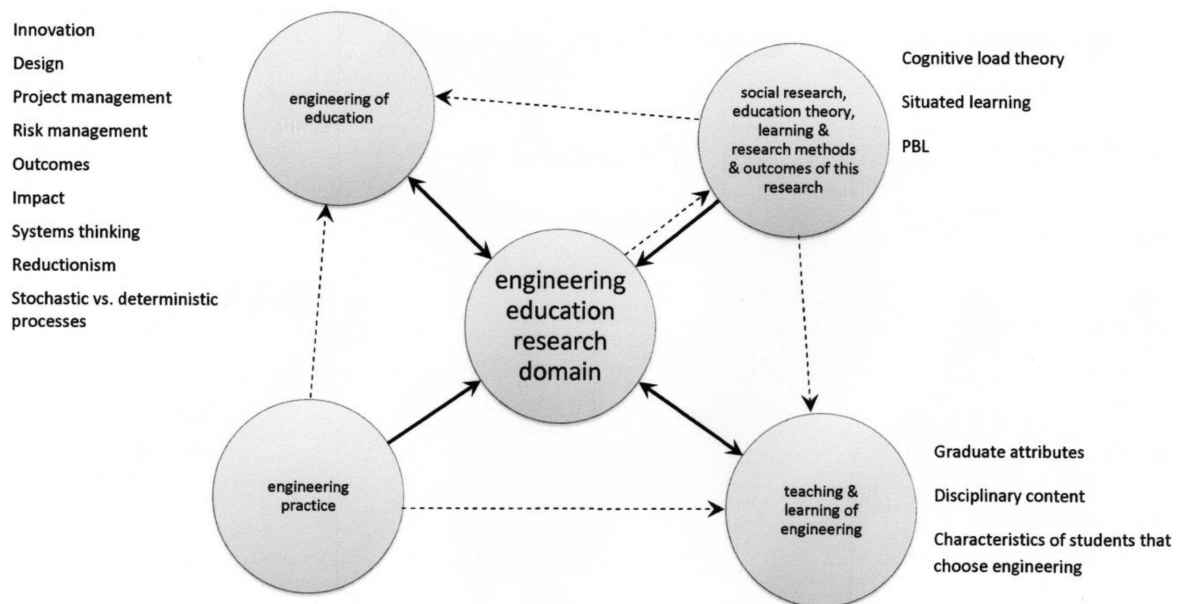 Innovation
Design
Project management
Risk management
Outcomes
Impact
Systems thinking
Reductionism
Stochastic vs. deterministic
processes
engineering of
education
social research,
education theory,
learning &
research methods
& outcomes of this
research
Cognitive load theory
Situated learning
PBL
engineering
education
research
domain
engineering
practice
teaching &
learning of
engineering
Graduate attributes
Disciplinary content
Characteristics of students that
choose engineering